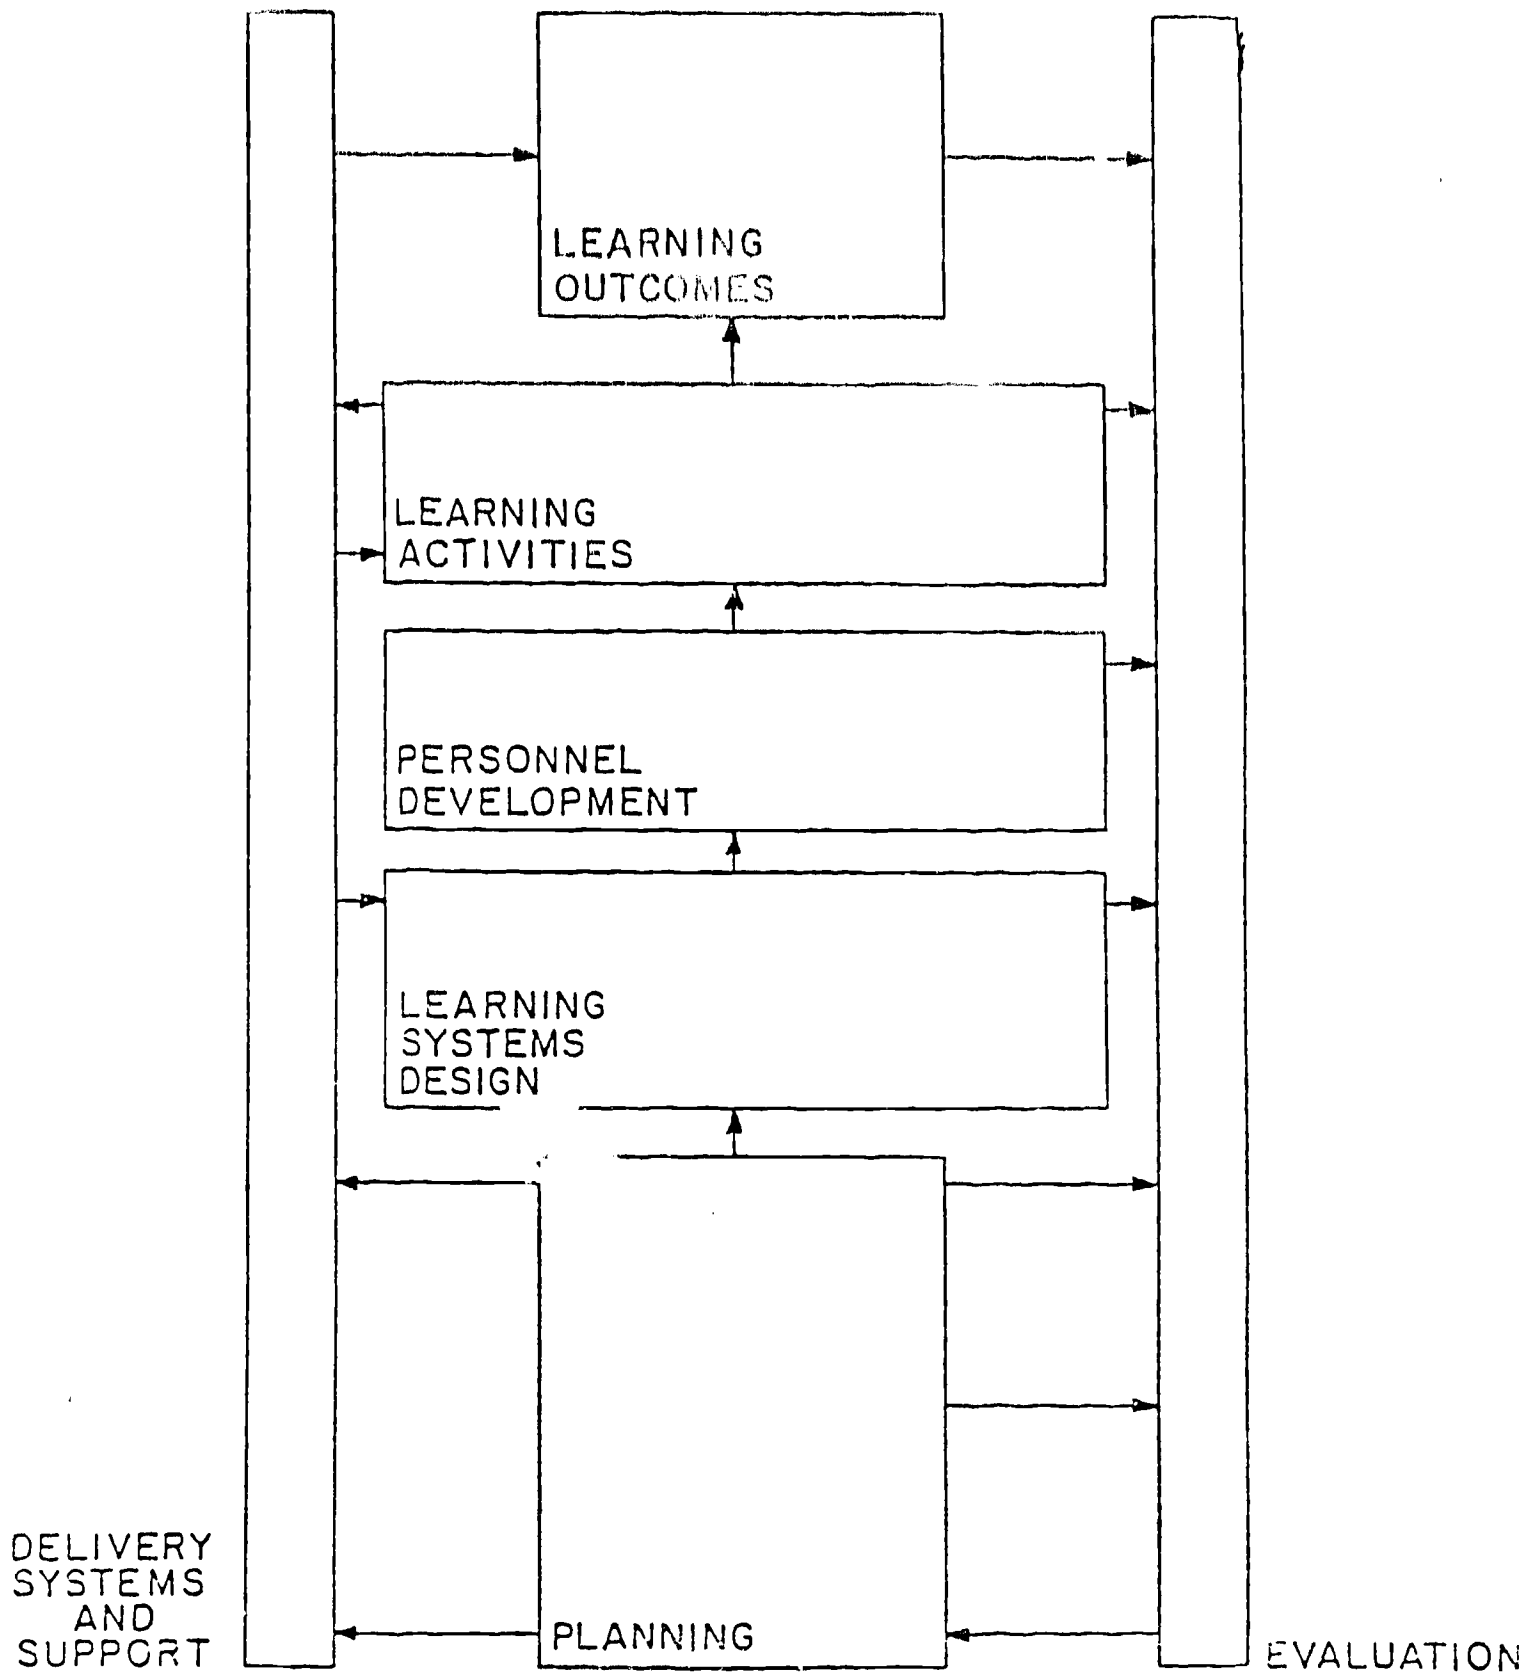 LEARNING
OUTCOMES
LEARNING
ACTIVITIES
PERSONNEL
DEVELOPMENT
LEARNING
SYSTEMS
DESIGN
PLANNING
DELIVERY
SYSTEMS
AND
SUPPORT
EVALUATION